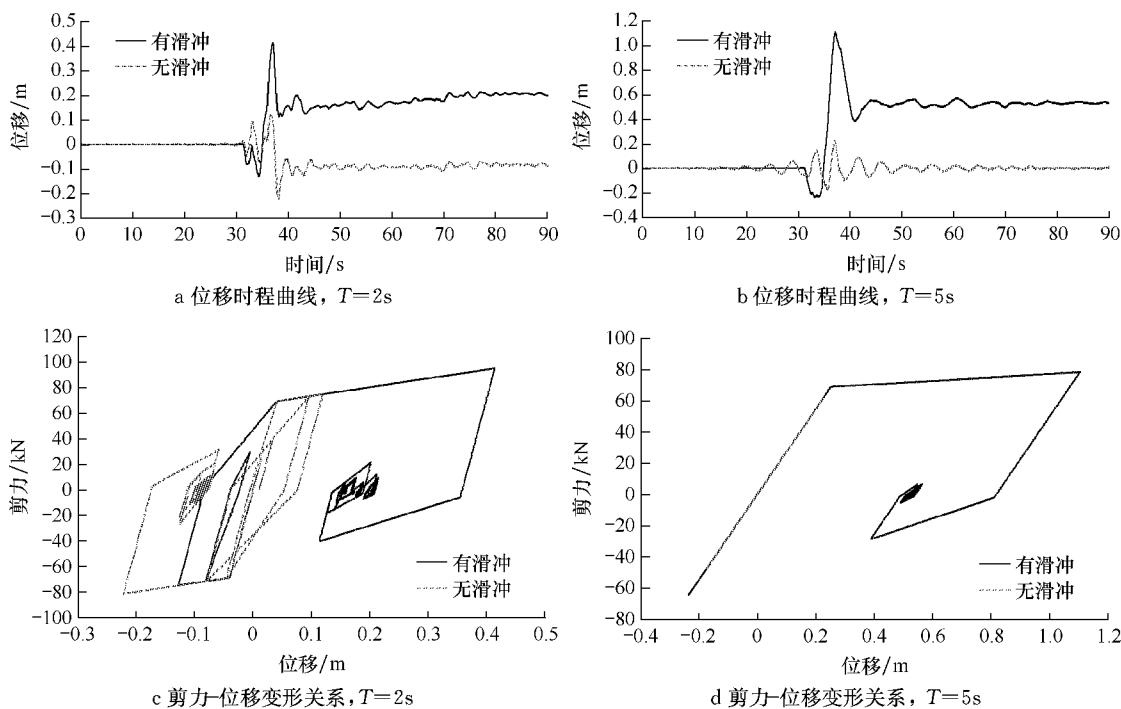 0.5
0.4
0.3
0.2
0.1
0
−0.1
−0.2
0.3
位移/m
有滑冲
无滑冲
0 10 20 30 40 50 60 70 80 90
时间/s
a 位移时程曲线，T=2s
1.2
1.0
0.8
0.6
0.4
0.2
0
−0.2
0.4
位移/m
有滑冲
无滑冲
0 10 20 30 40 50 60 70 80 90
时间/s
b 位移时程曲线，T=5s
120
100
80
60
40
20
0
−20
−40
−60
−80
−100
剪力/kN
有滑冲
无滑冲
−0.3 −0.2 −0.1 0 0.1 0.2 0.3 0.4 0.5
位移/m
c 剪力-位移变形关系，T=2s
100
80
60
40
20
0
−20
−40
−60
−80
剪力/kN
有滑冲
无滑冲
−0.4 −0.2 0 0.2 0.4 0.6 0.8 1.0 1.2
位移/m
d 剪力-位移变形关系，T=5s